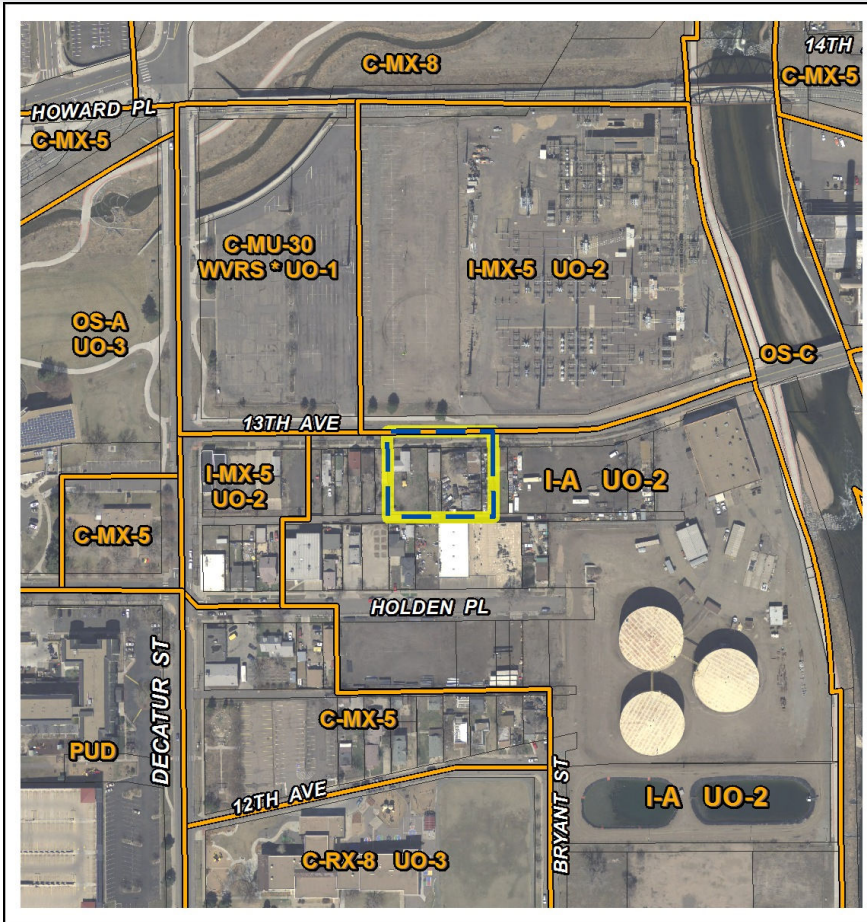 C-MX-8
14TH
C-MX-5
HOWARD PL
C-MX-5
C-MU-30
WVRS * UO-1
I-MX-5 UO-2
OS-A
UO-3
OS-C
13TH AVE
I-MX-5
UO-2
I-A UO-2
C-MX-5
HOLDEN PL
DECATUR ST
C-MX-5
PUD
12TH AVE
BRYANT ST
I-A UO-2
C-RX-8 UO-3